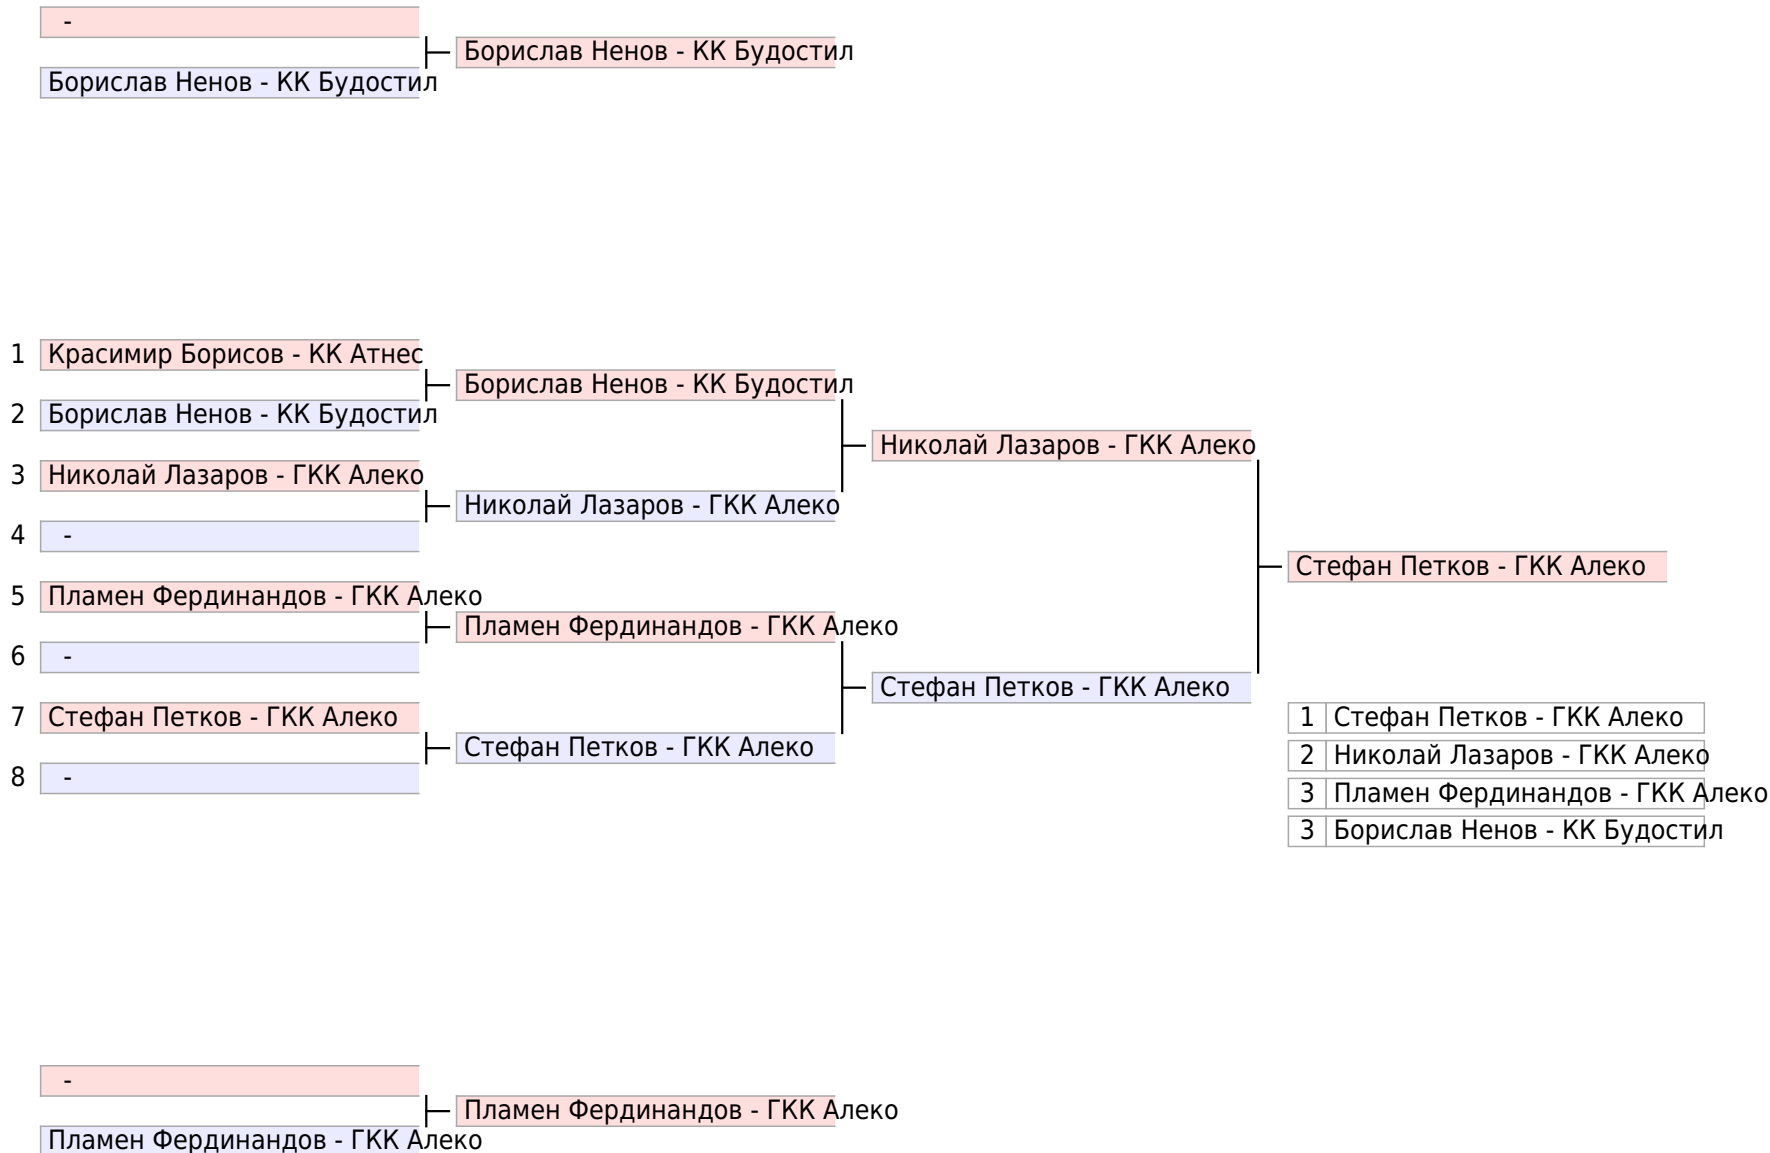 -
Борислав Ненов - КК Будостил
Борислав Ненов - КК Будостил
1 Красимир Борисов - КК Атнес
Борислав Ненов - КК Будостил
2 Борислав Ненов - КК Будостил
Николай Лазаров - ГКК Алеко
3 Николай Лазаров - ГКК Алеко
Николай Лазаров - ГКК Алеко
4 -
Стефан Петков - ГКК Алеко
5 Пламен Фердинандов - ГКК Алеко
Пламен Фердинандов - ГКК Алеко
6 -
Стефан Петков - ГКК Алеко
7 Стефан Петков - ГКК Алеко
Стефан Петков - ГКК Алеко
8 -
1 Стефан Петков - ГКК Алеко
2 Николай Лазаров - ГКК Алеко
3 Пламен Фердинандов - ГКК Алеко
3 Борислав Ненов - КК Будостил
-
Пламен Фердинандов - ГКК Алеко
Пламен Фердинандов - ГКК Алеко